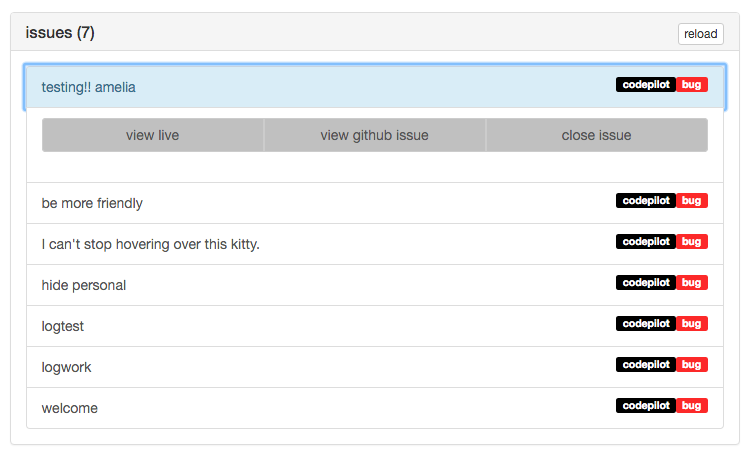 issues (7) reload
testing!! amelia codepilot bug
view live view github issue close issue
be more friendly codepilot bug
I can't stop hovering over this kitty. codepilot bug
hide personal codepilot bug
logtest codepilot bug
logwork codepilot bug
welcome codepilot bug